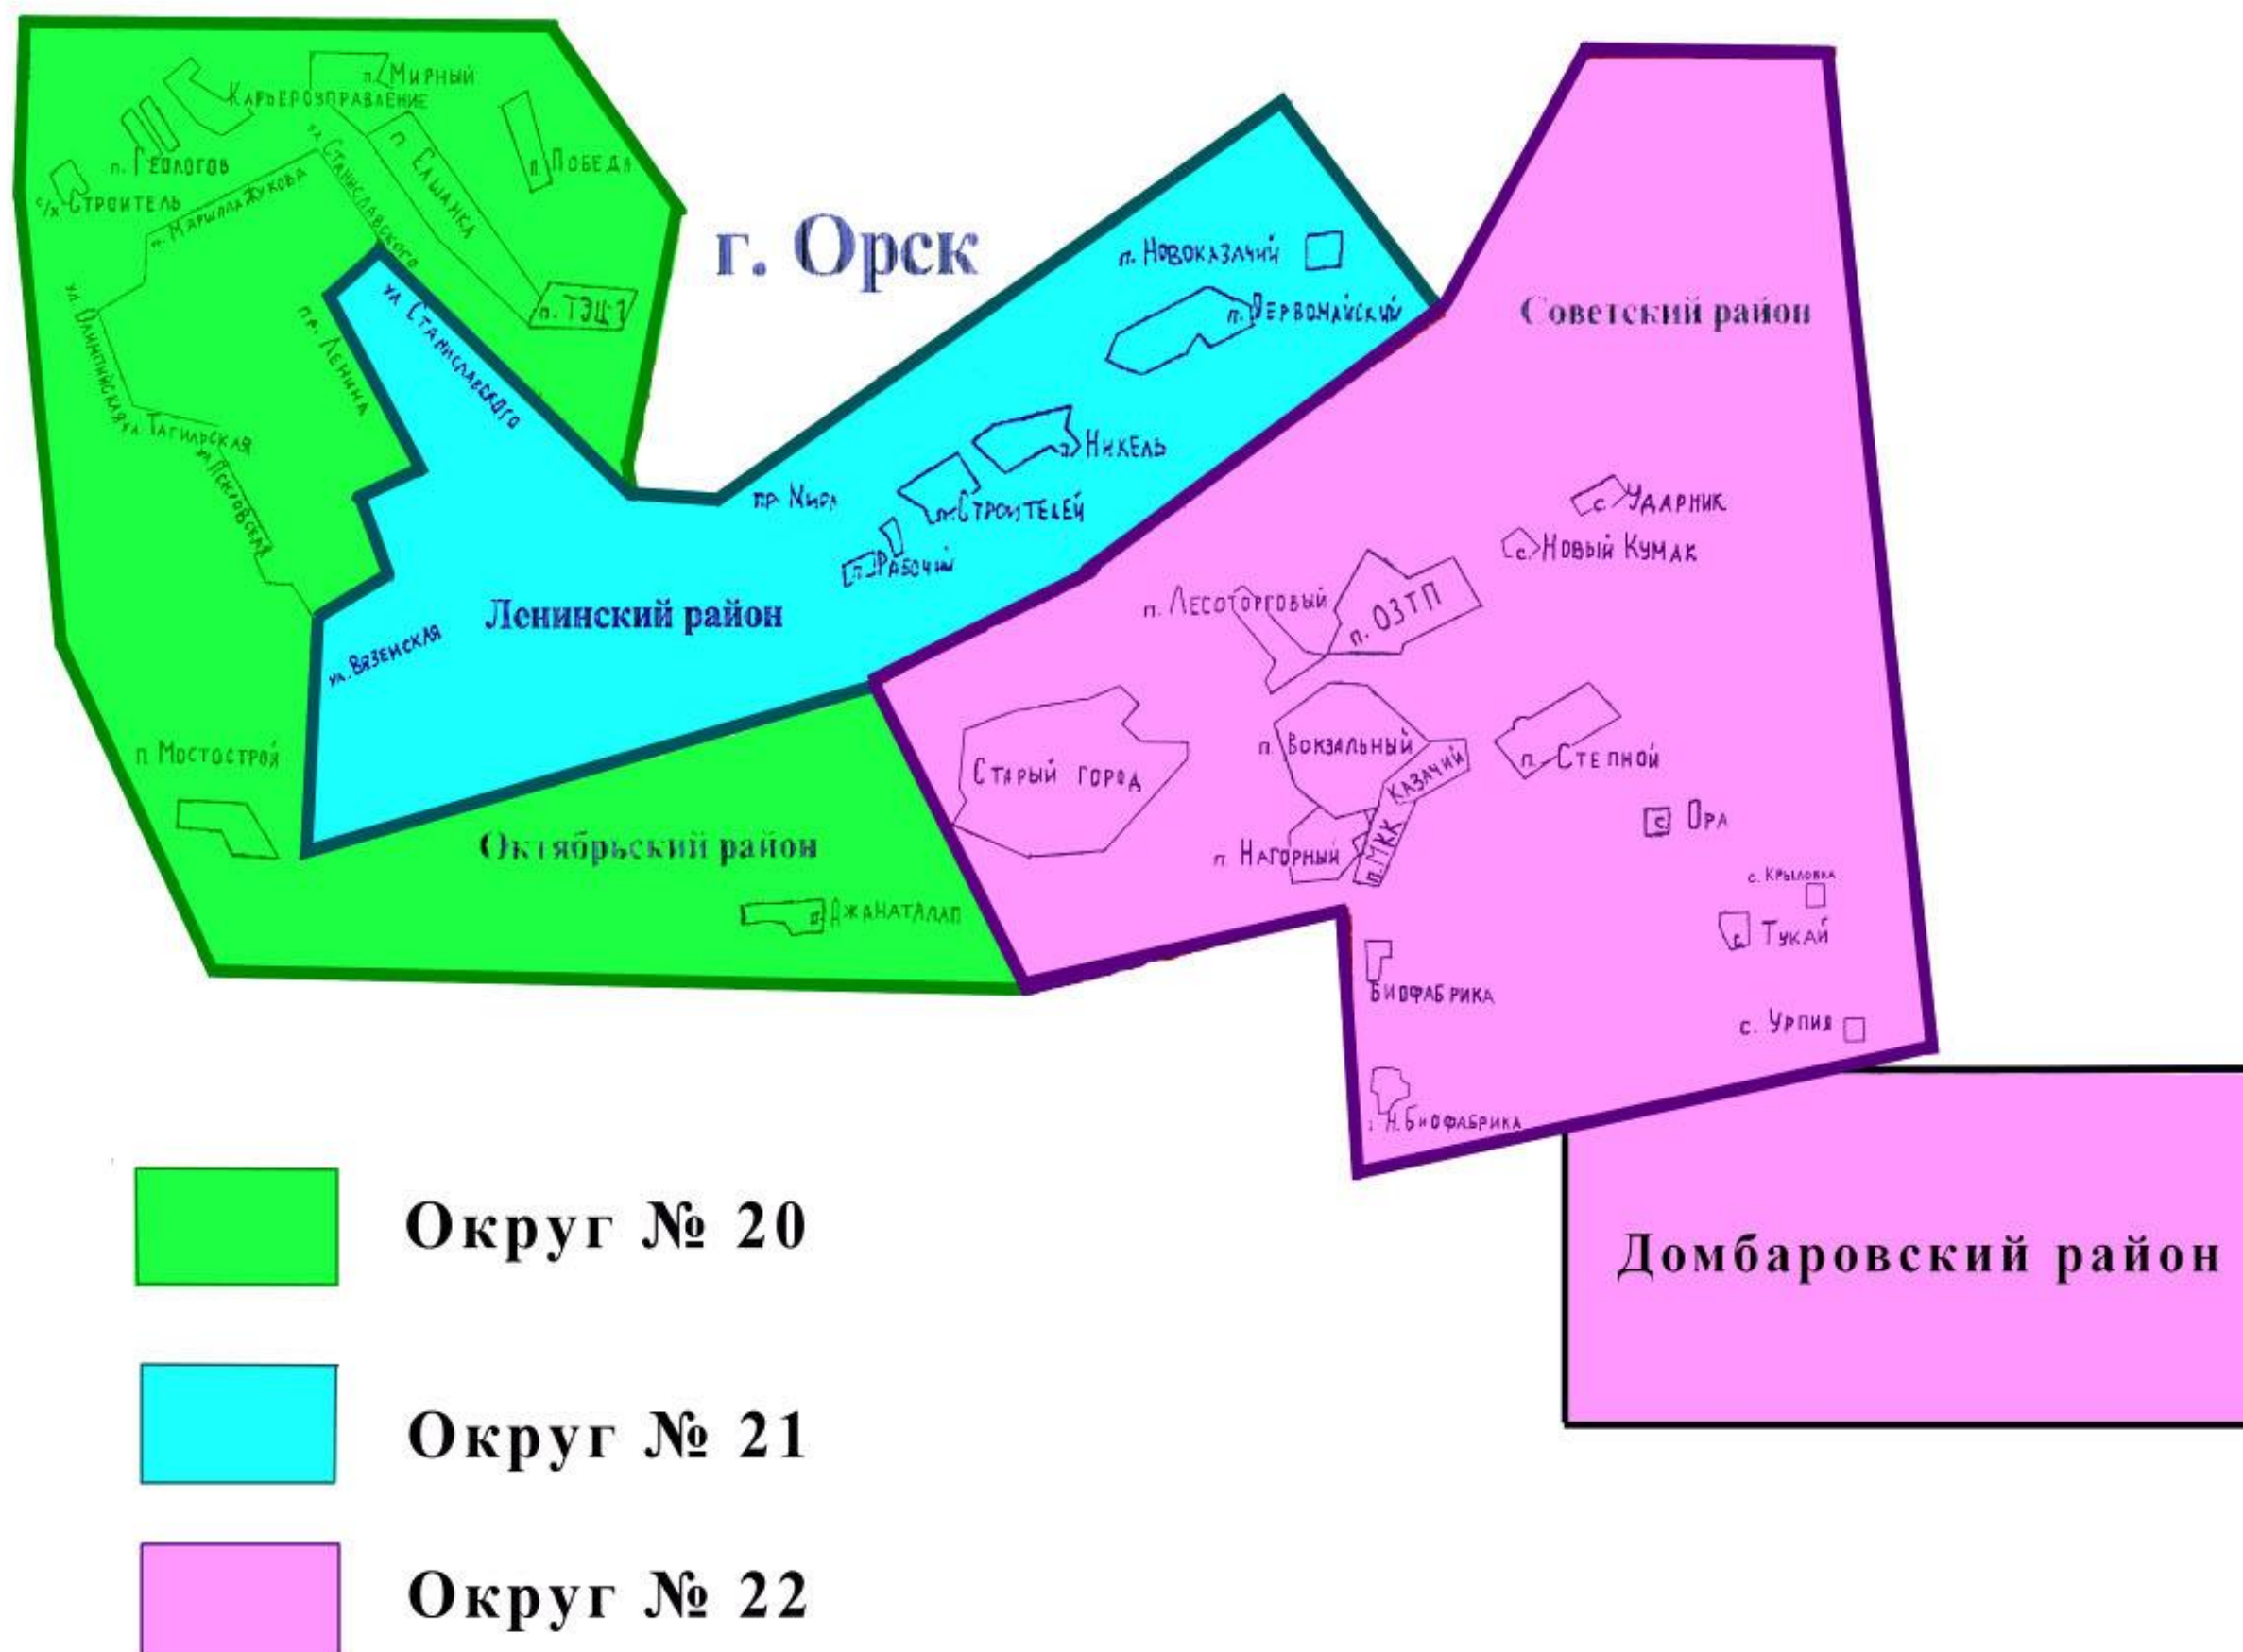 п. Мирный
Карьероуправление
п. Геологов
с/х Строитель
п. Маршала Жукова
ул. Станиславского
п. Елшанка
п. Победа
п. ТЭЦ-1
ул. Олимпийская
ул. Тагильская
ул. Псковская
пр. Ленина
ул. Станиславского
г. Орск
п. Новоказачий
п. Первомайский
Советский район
п. Никель
пр. Мира
п. Строителей
п. Рабочий
с. Ударник
с. Новый Кумак
Ленинский район
ул. Вяземская
п. Лесоторговый
п. ОЗТП
п. Мостострой
Старый город
п. Вокзальный
Казачий
п. Степной
с Ора
Октябрьский район
п. Нагорный
п. МКК
с. Крыловка
п. Джанаталап
с. Тукай
Биофабрика
с. Урпия
Н. Биофабрика
Округ № 20
Домбаровский район
Округ № 21
Округ № 22